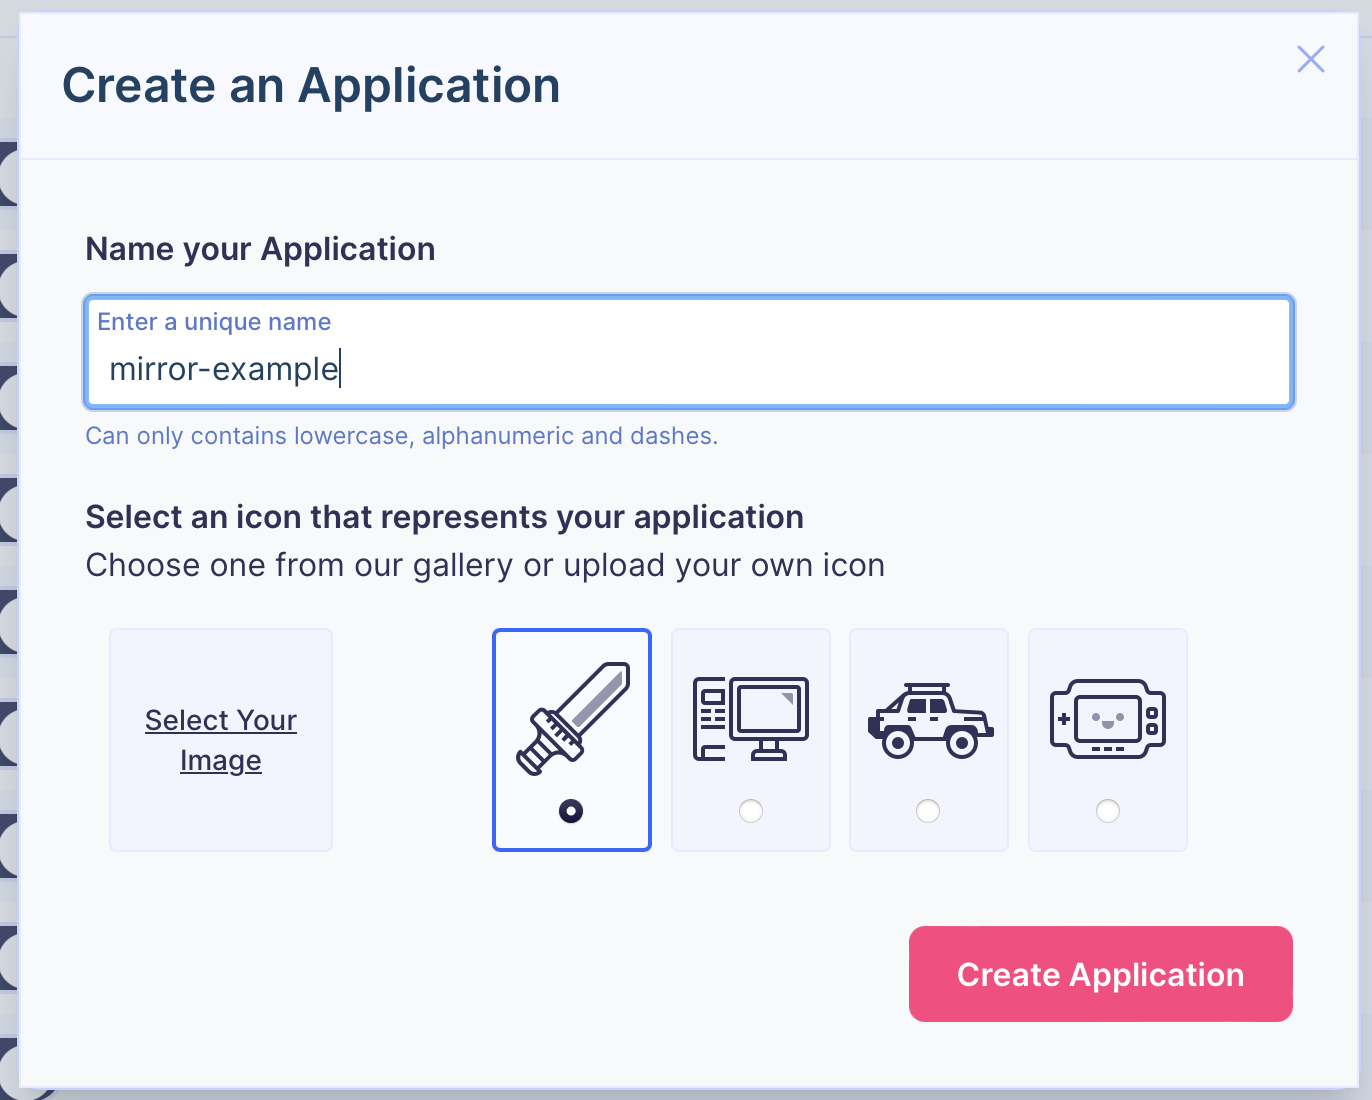 Create an Application
Name your Application
Enter a unique name
mirror-example
Can only contains lowercase, alphanumeric and dashes.
Select an icon that represents your application
Choose one from our gallery or upload your own icon
Select Your
Image
Create Application